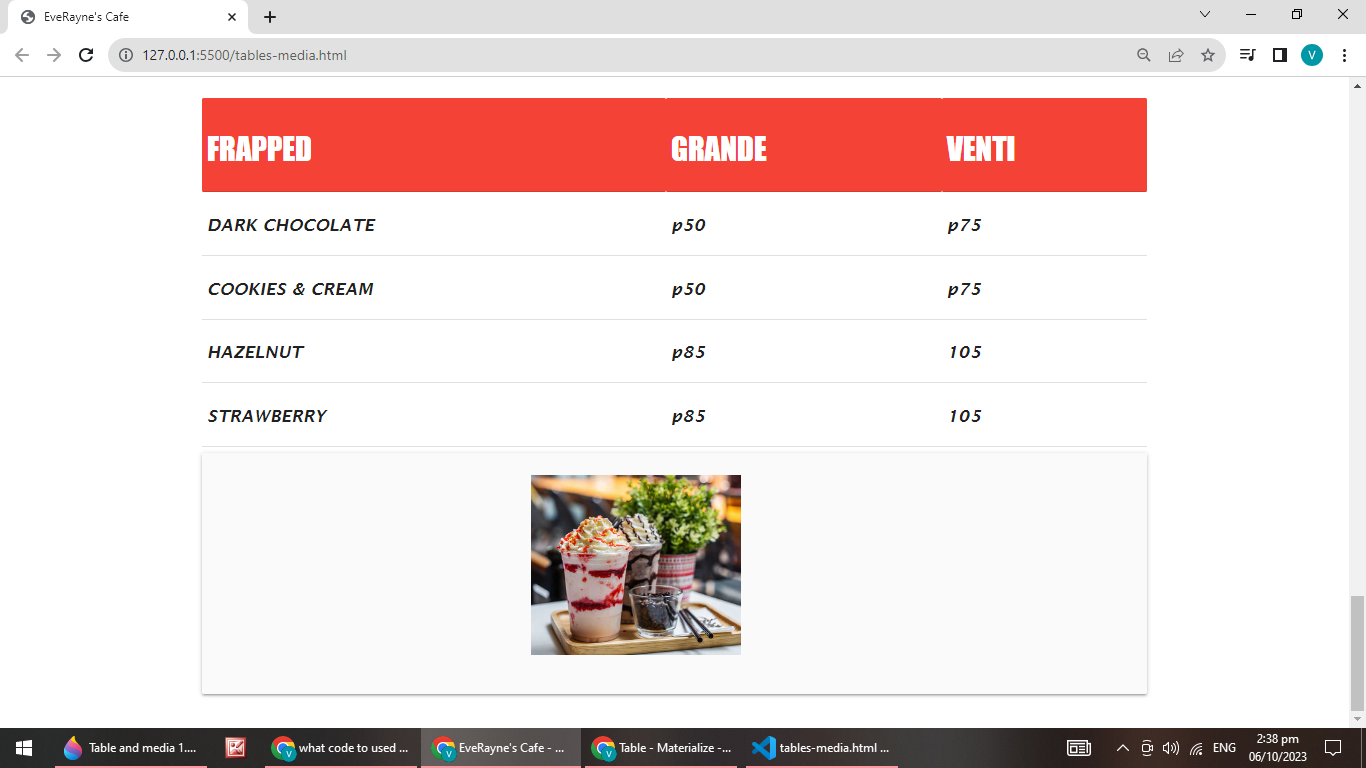 EveRayne's Cafe
127.0.0.1:5500/tables-media.html
V
FRAPPED GRANDE VENTI
DARK CHOCOLATE p50 p75
COOKIES & CREAM p50 p75
HAZELNUT p85 105
STRAWBERRY p85 105
Table and media 1.... what code to used ... EveRayne's Cafe - ... Table - Materialize -... tables-media.html ... ENG 2:38 pm
06/10/2023